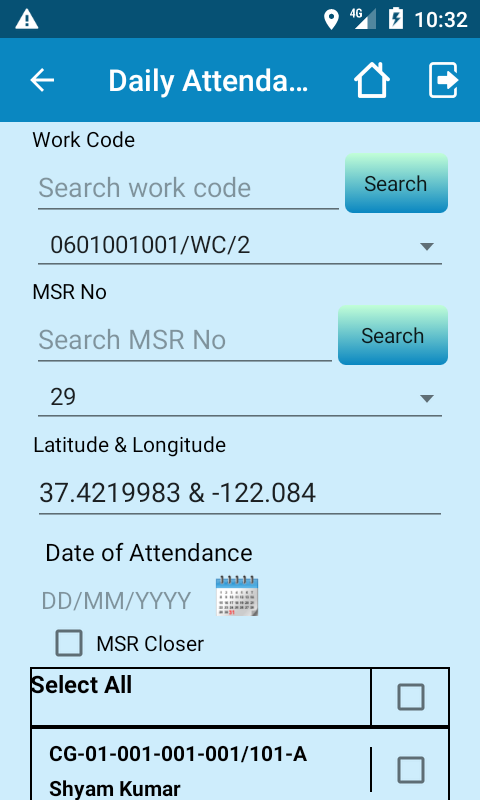 4G 10:32
Daily Attenda...
Work Code
Search work code
Search
0601001001/WC/2
MSR No
Search MSR No
Search
29
Latitude & Longitude
37.4219983 & -122.084
Date of Attendance
DD/MM/YYYY
MSR Closer
Select All
CG-01-001-001-001/101-A
Shyam Kumar